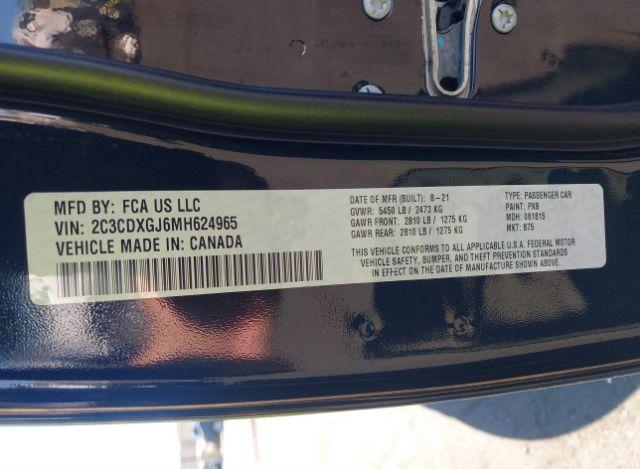 MFD BY: FCA US LLC
VIN: 2C3CDXGJ6MH624965
VEHICLE MADE IN: CANADA
DATE OF MFR (BUILT): 8-21
GVWR: 5450 LB / 2473 KG
GAWR FRONT: 2810 LB / 1275 KG
GAWR REAR: 2810 LB / 1275 KG
TYPE: PASSENGER CAR
PAINT: PX8
MDH: 081815
MKT: 875
THIS VEHICLE CONFORMS TO ALL APPLICABLE U.S.A. FEDERAL MOTOR
VEHICLE SAFETY, BUMPER, AND THEFT PREVENTION STANDARDS
IN EFFECT ON THE DATE OF MANUFACTURE SHOWN ABOVE.